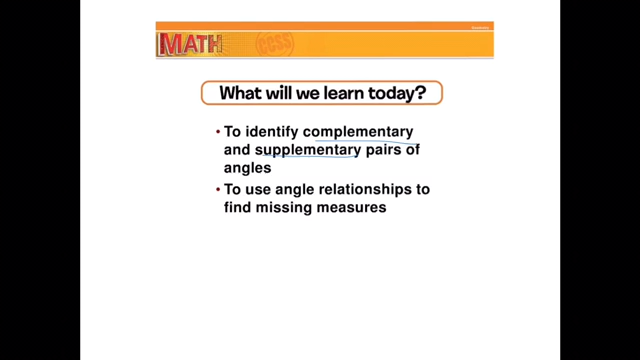 MATH
cess
What will we learn today?
• To identify complementary
and supplementary pairs of
angles
• To use angle relationships to
find missing measures